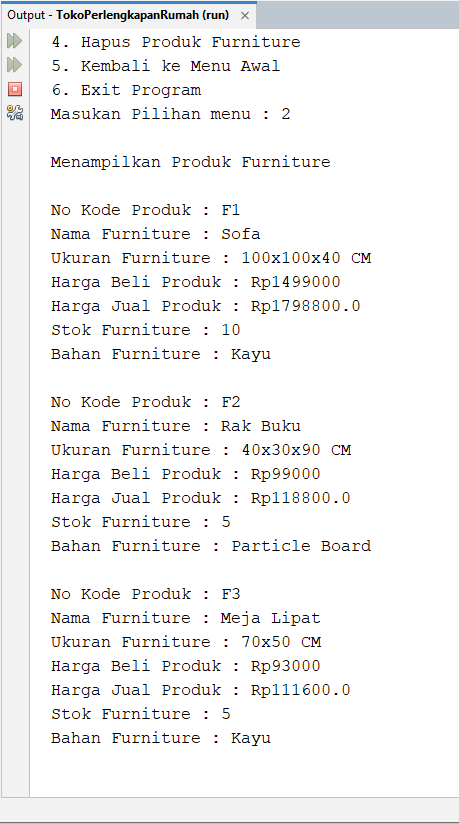 Output - TokoPerlengkapanRumah (run) ×
4. Hapus Produk Furniture
5. Kembali ke Menu Awal
6. Exit Program
Masukan Pilihan menu : 2
Menampilkan Produk Furniture
No Kode Produk : F1
Nama Furniture : Sofa
Ukuran Furniture : 100x100x40 CM
Harga Beli Produk : Rp1499000
Harga Jual Produk : Rp1798800.0
Stok Furniture : 10
Bahan Furniture : Kayu
No Kode Produk : F2
Nama Furniture : Rak Buku
Ukuran Furniture : 40x30x90 CM
Harga Beli Produk : Rp99000
Harga Jual Produk : Rp118800.0
Stok Furniture : 5
Bahan Furniture : Particle Board
No Kode Produk : F3
Nama Furniture : Meja Lipat
Ukuran Furniture : 70x50 CM
Harga Beli Produk : Rp93000
Harga Jual Produk : Rp111600.0
Stok Furniture : 5
Bahan Furniture : Kayu